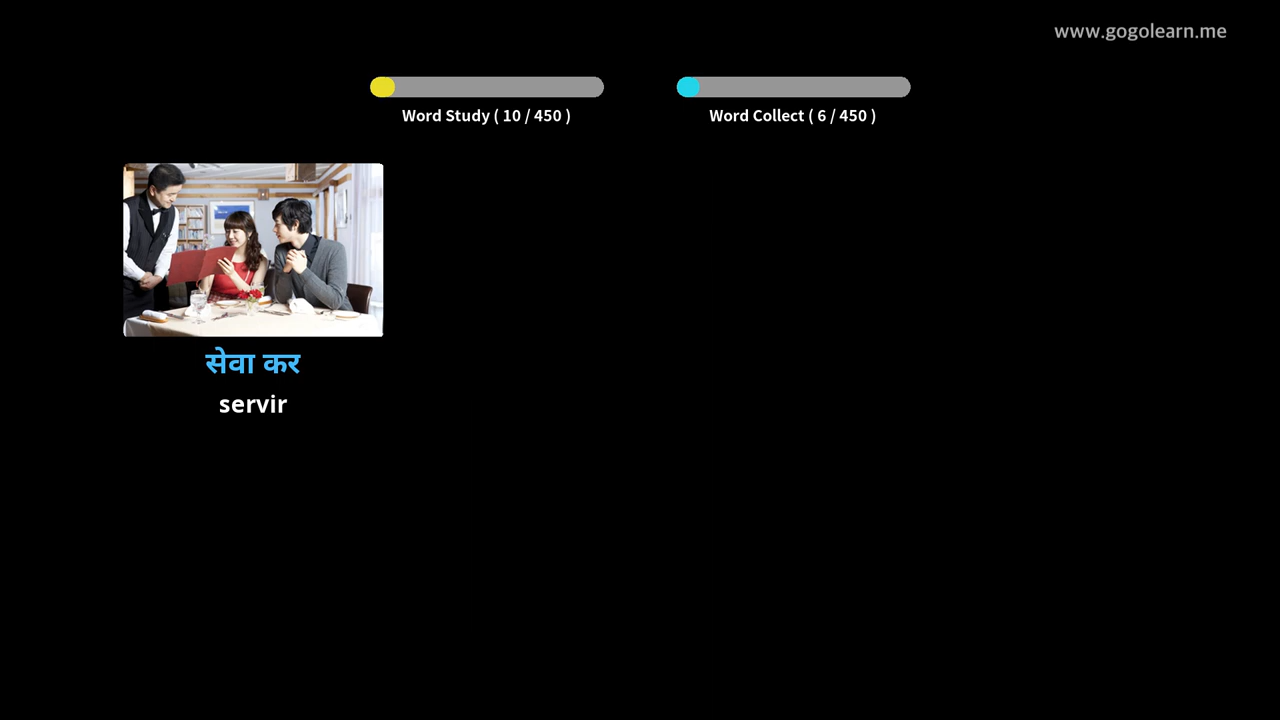 www.gogolearn.me
Word Study ( 10 / 450 )
Word Collect ( 6 / 450 )
सेवा कर
servir